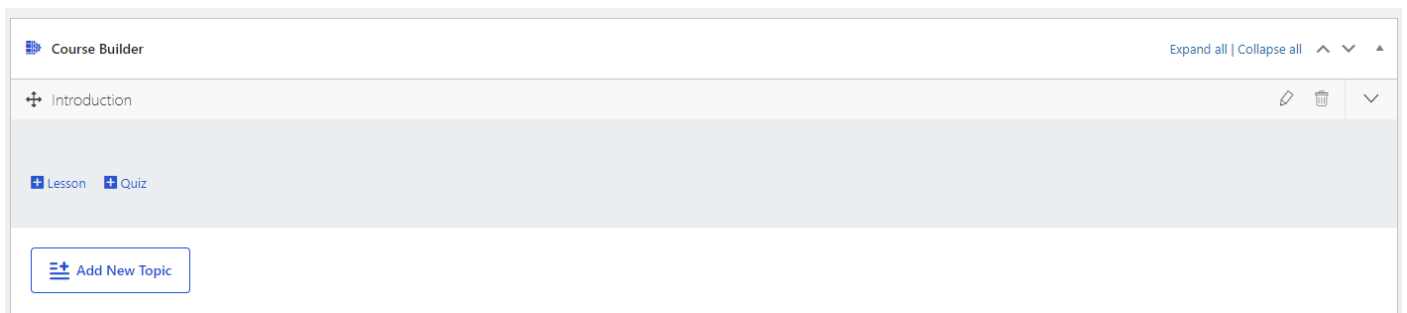 Course Builder
Expand all | Collapse all
Introduction
Lesson
Quiz
Add New Topic